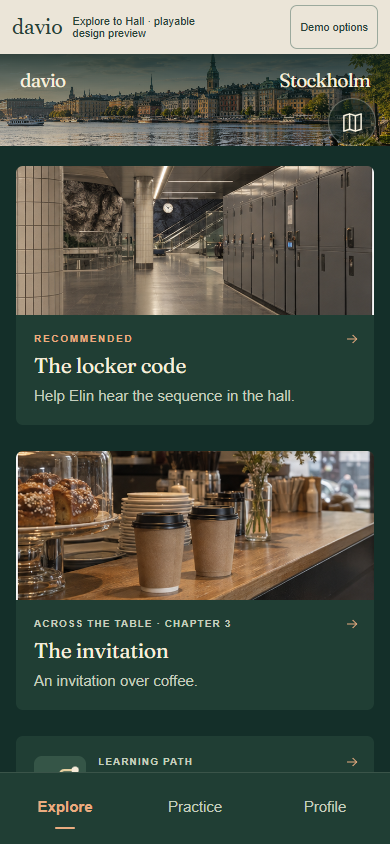 davio
Explore to Hall · playable
design preview
Demo options
davio
Stockholm
RECOMMENDED
The locker code
Help Elin hear the sequence in the hall.
ACROSS THE TABLE · CHAPTER 3
The invitation
An invitation over coffee.
LEARNING PATH
Explore
Practice
Profile